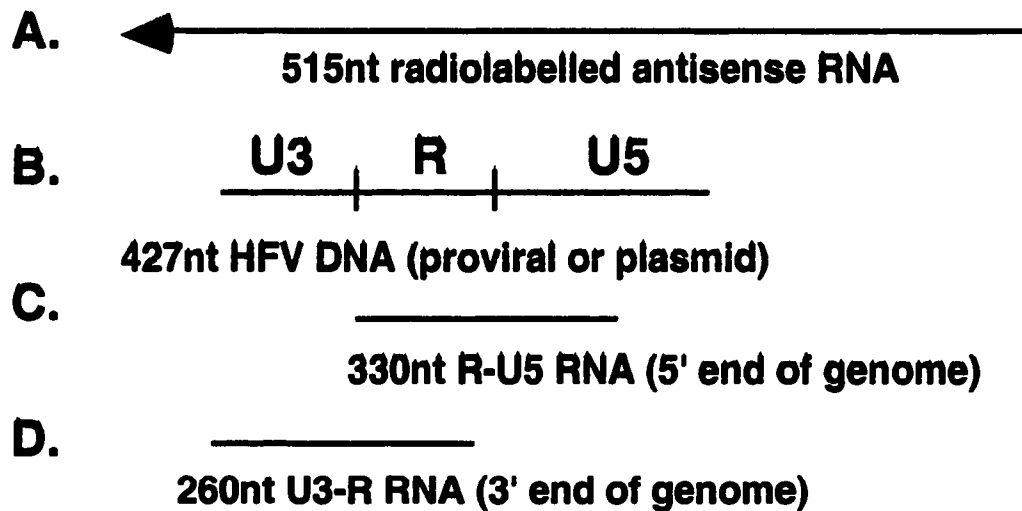 A.
515nt radiolabelled antisense RNA
B.
U3 R U5
427nt HFV DNA (proviral or plasmid)
C.
330nt R-U5 RNA (5' end of genome)
D.
260nt U3-R RNA (3' end of genome)